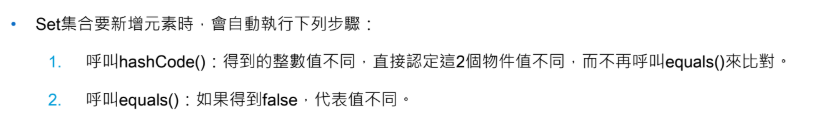 • Set集合要新增元素時，會自動執行下列步驟：
1. 呼叫hashCode()：得到的整數值不同，直接認定這2個物件值不同，而不再呼叫equals()來比對。
2. 呼叫equals()：如果得到false，代表值不同。